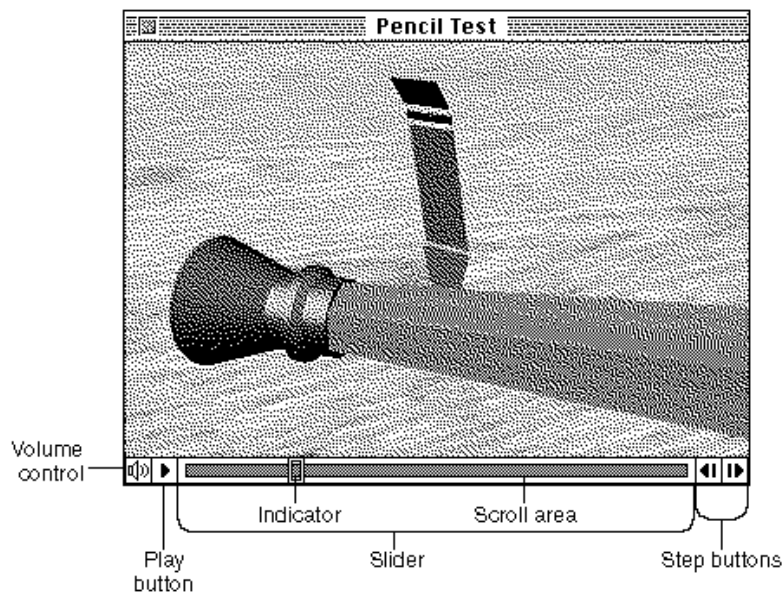 Pencil Test
Volume
control
Indicator
Scroll area
Play
button
Slider
Step buttons